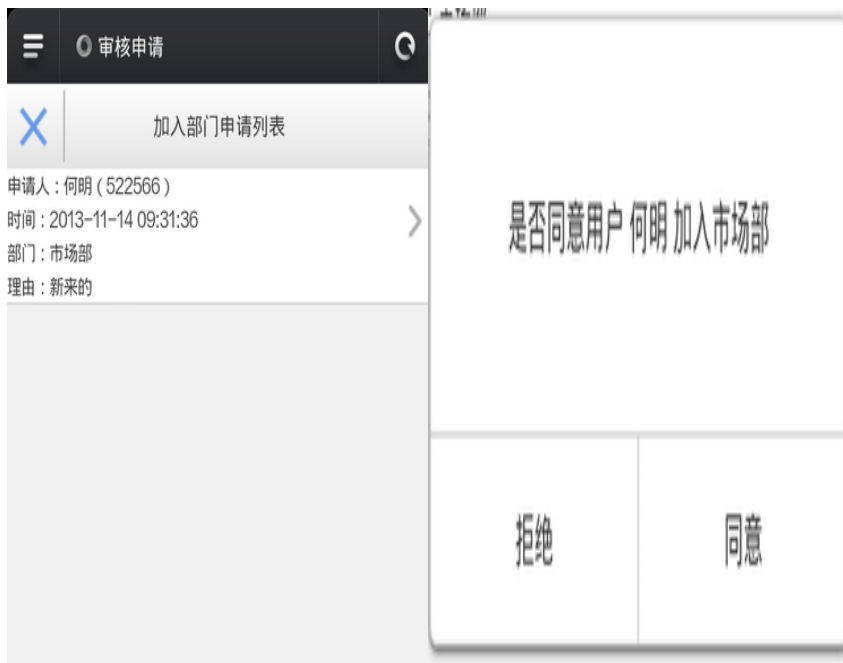 审核申请
加入部门申请列表
申请人：何明（522566）
时间：2013-11-14 09:31:36
部门：市场部
理由：新来的
是否同意用户 何明 加入市场部
拒绝
同意